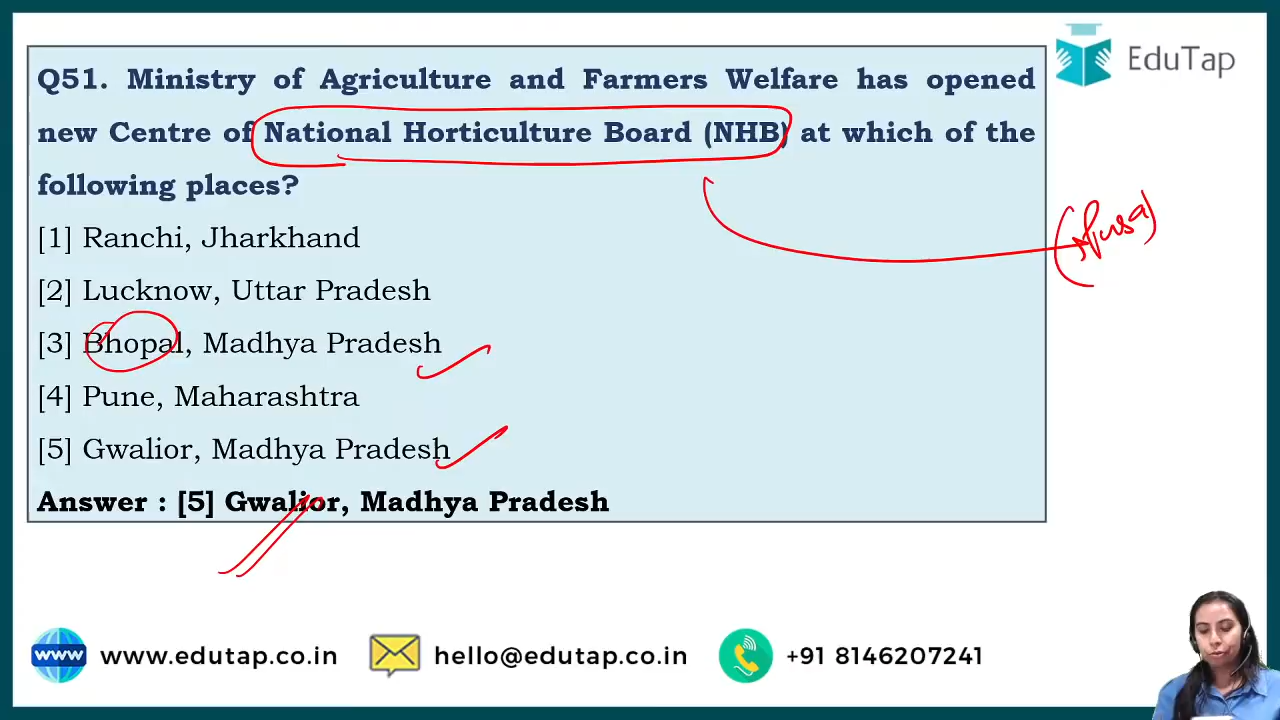 EduTap
Q51. Ministry of Agriculture and Farmers Welfare has opened
new Centre of National Horticulture Board (NHB) at which of the
following places?
(Pusa)
[1] Ranchi, Jharkhand
[2] Lucknow, Uttar Pradesh
[3] Bhopal, Madhya Pradesh
[4] Pune, Maharashtra
[5] Gwalior, Madhya Pradesh
Answer : [5] Gwalior, Madhya Pradesh
www www.edutap.co.in hello@edutap.co.in +91 8146207241